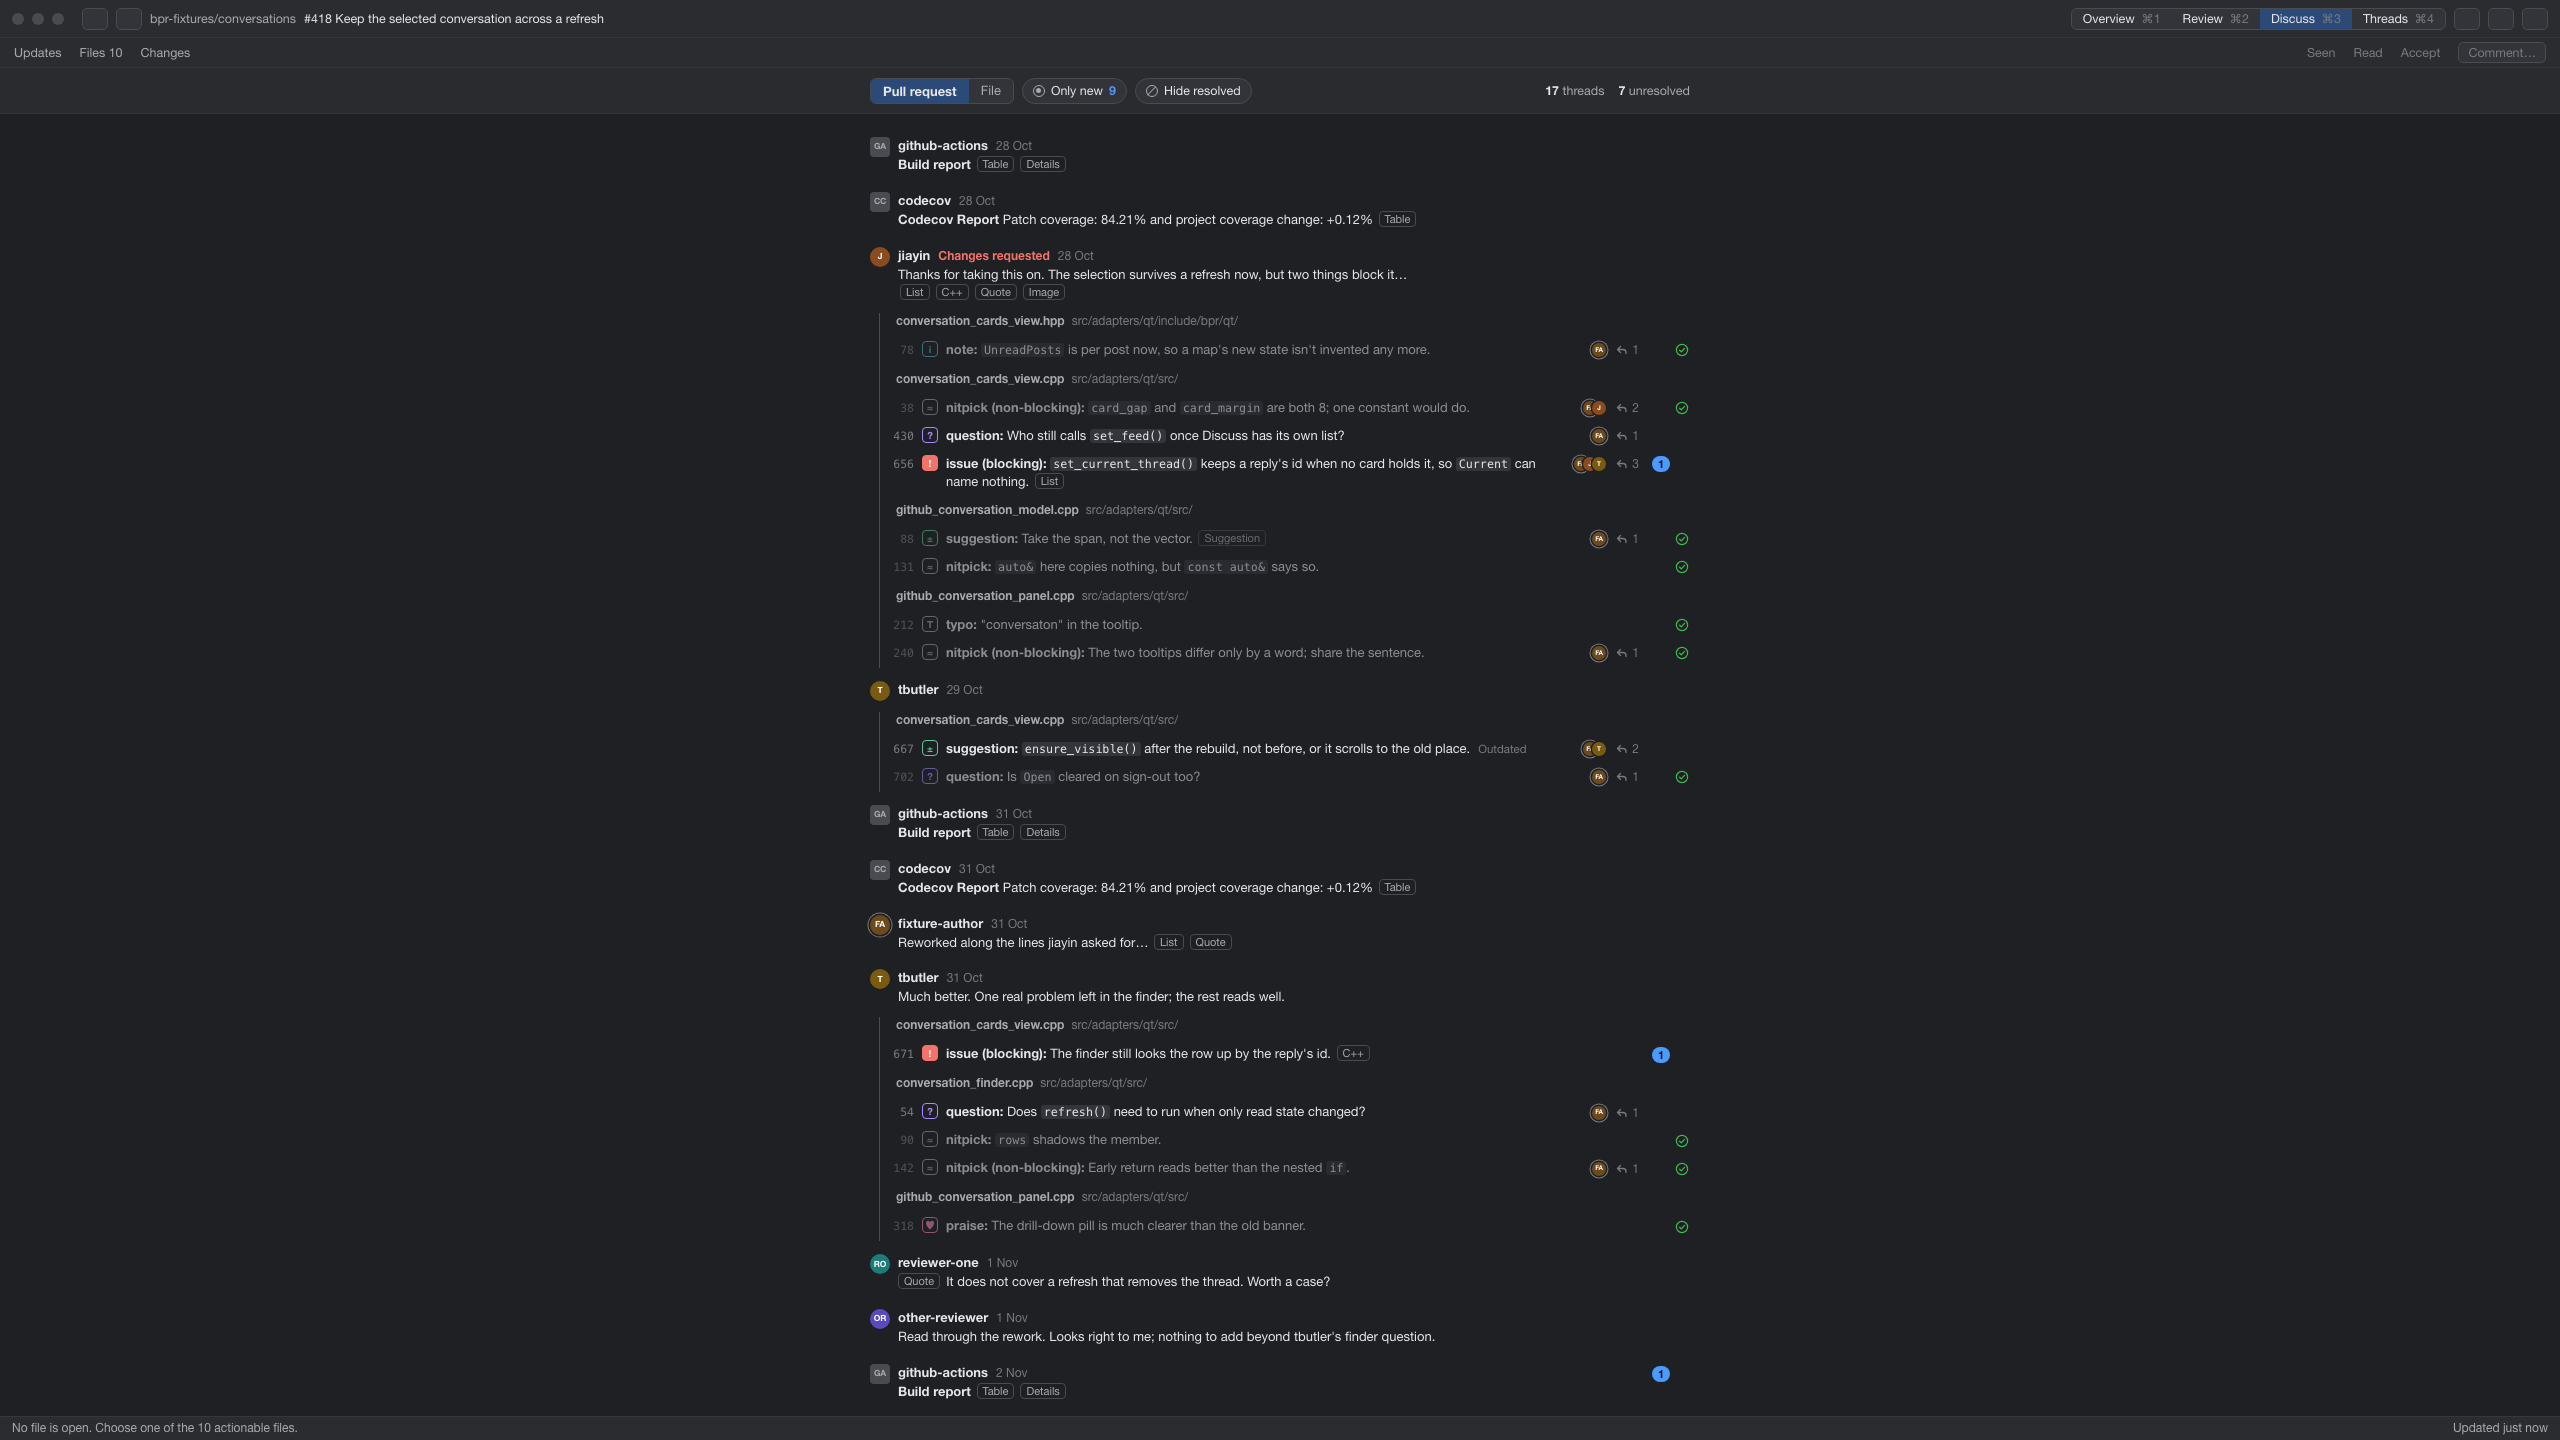 bpr-fixtures/conversations #418 Keep the selected conversation across a refresh
Overview ⌘1 Review ⌘2 Discuss ⌘3 Threads ⌘4
Updates Files 10 Changes
Seen Read Accept Comment…
Pull request File Only new 9 Hide resolved
17 threads 7 unresolved
GA github-actions 28 Oct
Build report Table Details
CC codecov 28 Oct
Codecov Report Patch coverage: 84.21% and project coverage change: +0.12% Table
J jiayin Changes requested 28 Oct
Thanks for taking this on. The selection survives a refresh now, but two things block it…
List C++ Quote Image
conversation_cards_view.hpp src/adapters/qt/include/bpr/qt/
78 i note: UnreadPosts is per post now, so a map's new state isn't invented any more. FA 1
conversation_cards_view.cpp src/adapters/qt/src/
38 nitpick (non-blocking): card_gap and card_margin are both 8; one constant would do. J 2
430 ? question: Who still calls set_feed() once Discuss has its own list? FA 1
656 ! issue (blocking): set_current_thread() keeps a reply's id when no card holds it, so Current can T 3 1
name nothing. List
github_conversation_model.cpp src/adapters/qt/src/
88 ± suggestion: Take the span, not the vector. Suggestion FA 1
131 nitpick: auto& here copies nothing, but const auto& says so.
github_conversation_panel.cpp src/adapters/qt/src/
212 T typo: "conversaton" in the tooltip.
240 nitpick (non-blocking): The two tooltips differ only by a word; share the sentence. FA 1
T tbutler 29 Oct
conversation_cards_view.cpp src/adapters/qt/src/
667 ± suggestion: ensure_visible() after the rebuild, not before, or it scrolls to the old place. Outdated T 2
702 ? question: Is Open cleared on sign-out too? FA 1
GA github-actions 31 Oct
Build report Table Details
CC codecov 31 Oct
Codecov Report Patch coverage: 84.21% and project coverage change: +0.12% Table
FA fixture-author 31 Oct
Reworked along the lines jiayin asked for… List Quote
T tbutler 31 Oct
Much better. One real problem left in the finder; the rest reads well.
conversation_cards_view.cpp src/adapters/qt/src/
671 ! issue (blocking): The finder still looks the row up by the reply's id. C++ 1
conversation_finder.cpp src/adapters/qt/src/
54 ? question: Does refresh() need to run when only read state changed? FA 1
90 nitpick: rows shadows the member.
142 nitpick (non-blocking): Early return reads better than the nested if. FA 1
github_conversation_panel.cpp src/adapters/qt/src/
318 praise: The drill-down pill is much clearer than the old banner.
RO reviewer-one 1 Nov
Quote It does not cover a refresh that removes the thread. Worth a case?
OR other-reviewer 1 Nov
Read through the rework. Looks right to me; nothing to add beyond tbutler's finder question.
GA github-actions 2 Nov 1
Build report Table Details
No file is open. Choose one of the 10 actionable files.
Updated just now